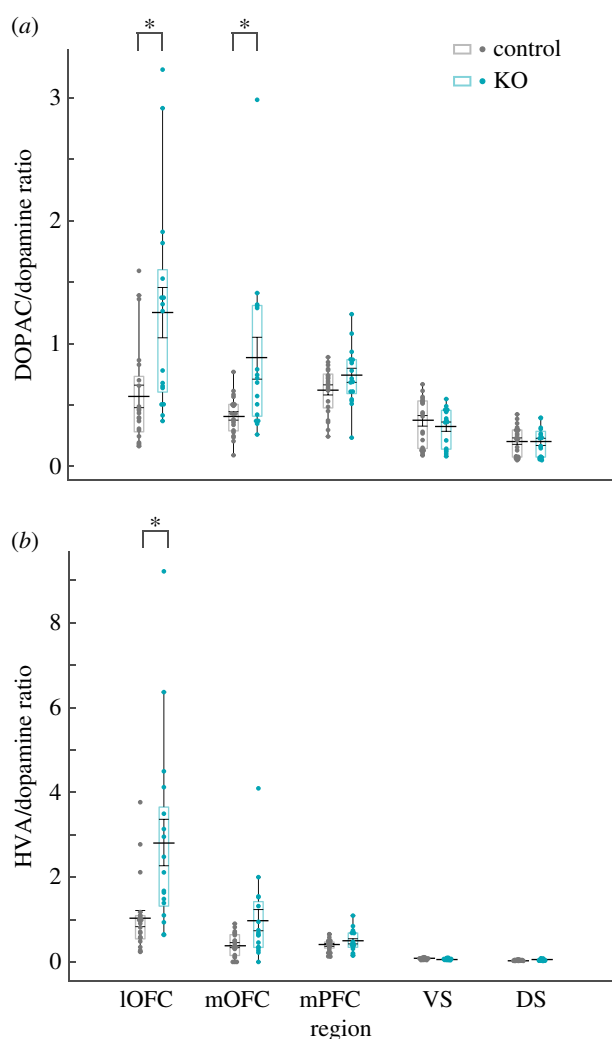 (a)
*
*
control
KO
3
2
1
0
DOPAC/dopamine ratio
(b)
*
8
6
4
2
0
HVA/dopamine ratio
lOFC mOFC mPFC VS DS
region